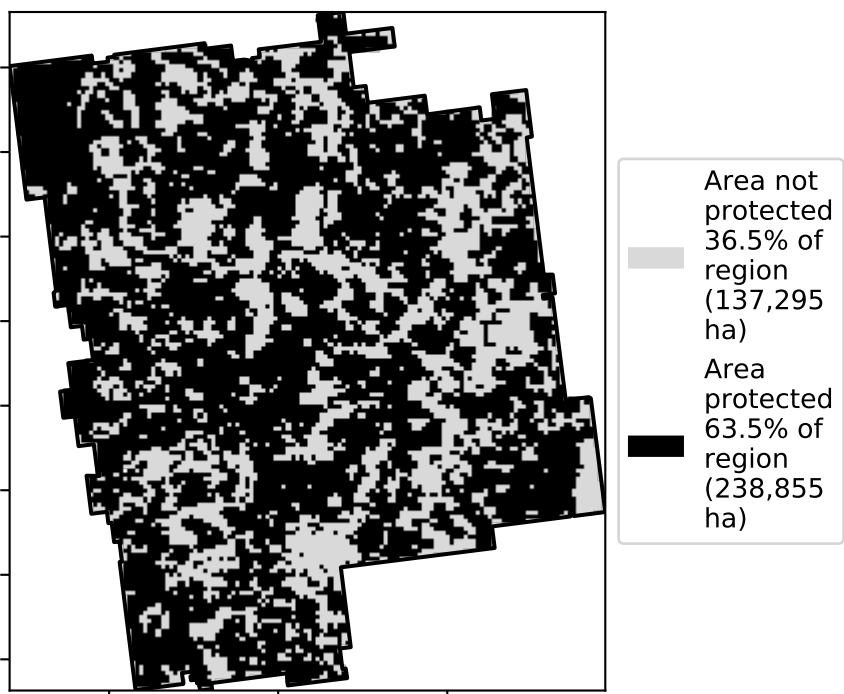 Area not
protected
36.5% of
region
(137,295
ha)
Area
protected
63.5% of
region
(238,855
ha)